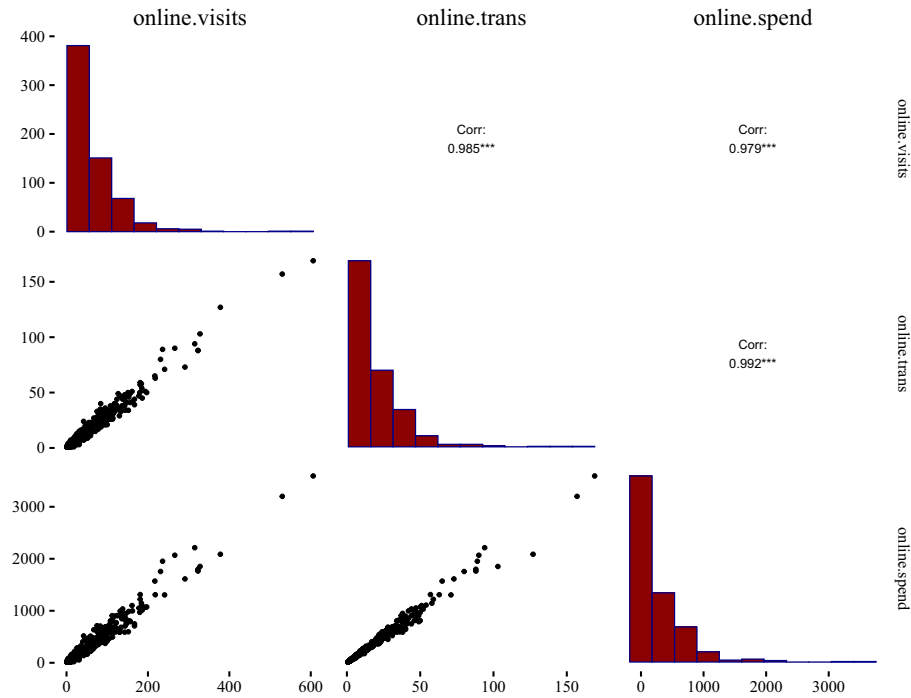 online.visits online.trans online.spend
400
300
200
100
0
Corr:
0.985***
Corr:
0.979***
online.visits
150
100
50
0
Corr:
0.992***
online.trans
3000
2000
1000
0
online.spend
0 200 400 600 0 50 100 150 0 1000 2000 3000